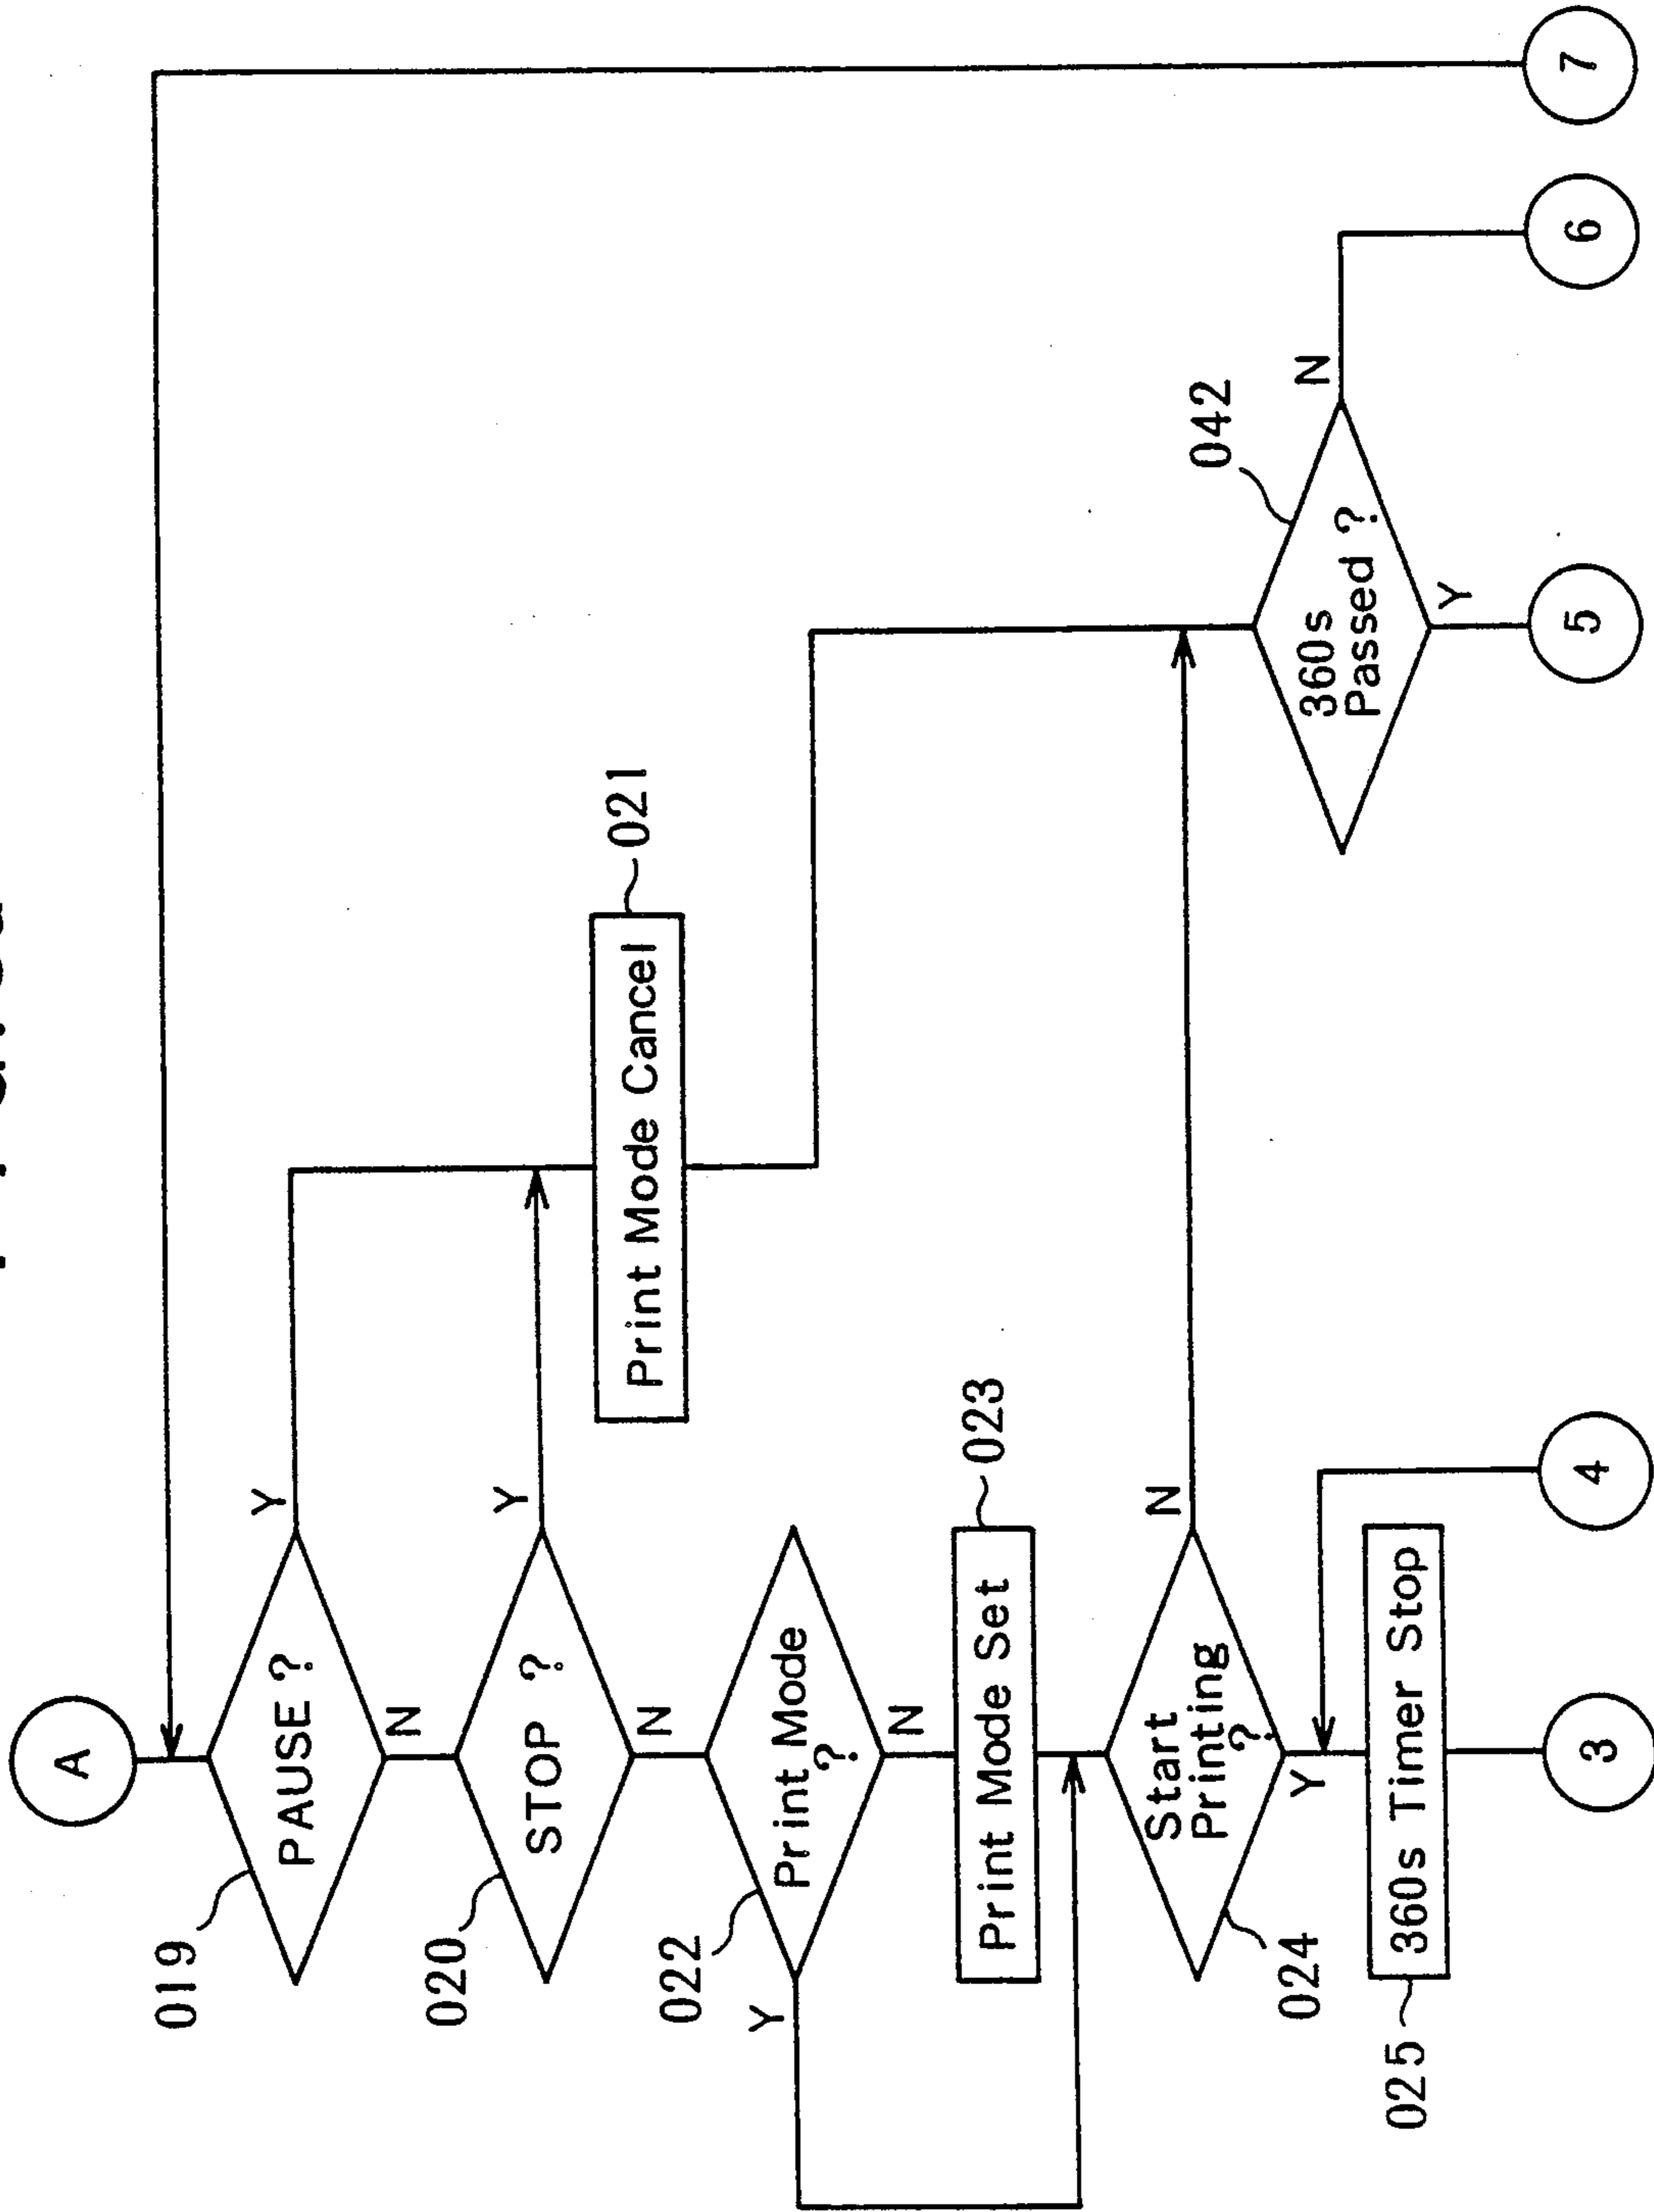 A
019
PAUSE ?
Y
N
020
STOP ?
Y
N
021
Print Mode Cancel
022
Print Mode
?
Y
N
023
Print Mode Set
024
Start
Printing
?
N
Y
025
360s Timer Stop
042
360s
Passed ?
N
Y
3
4
5
6
7